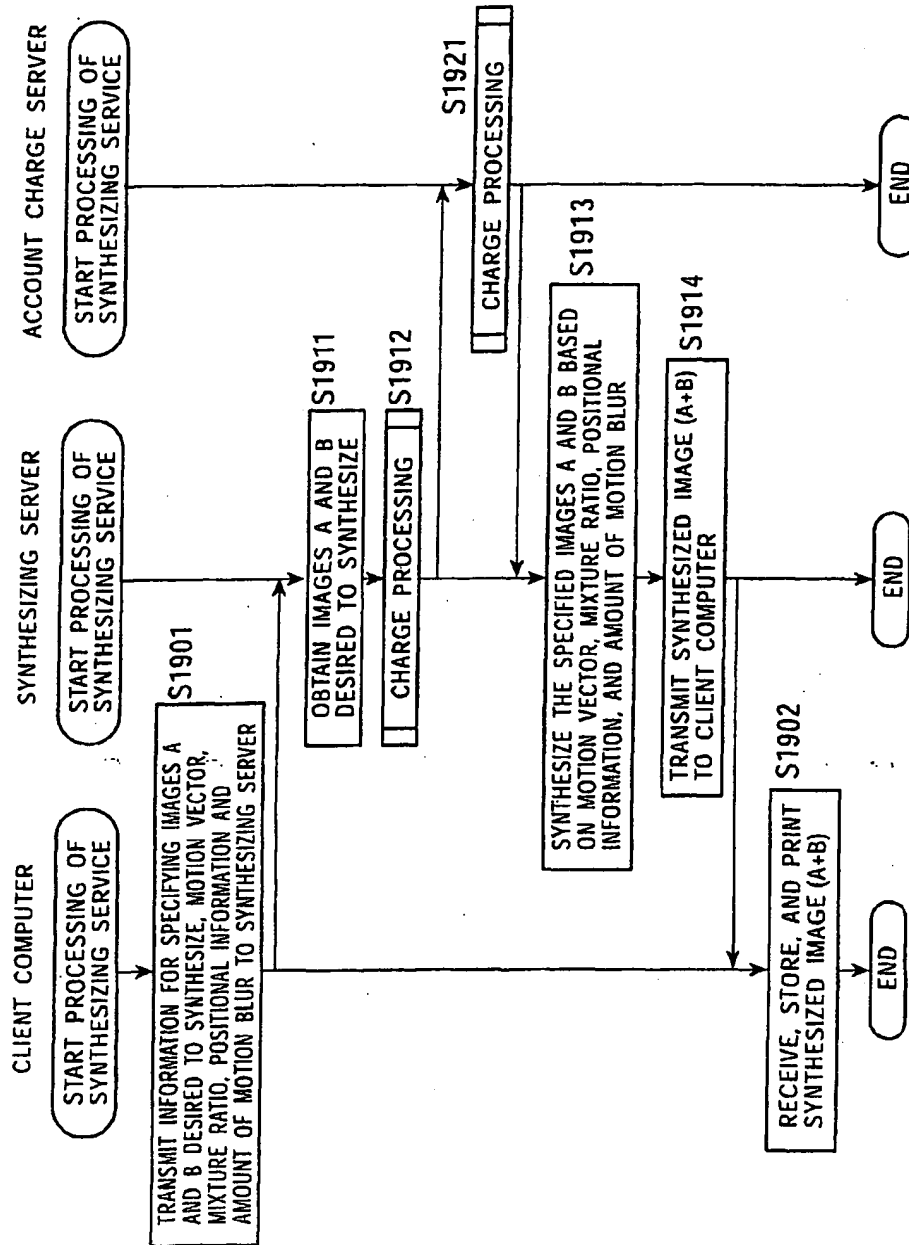 CLIENT COMPUTER
START PROCESSING OF
SYNTHESIZING SERVICE
S1901
TRANSMIT INFORMATION FOR SPECIFYING IMAGES A
AND B DESIRED TO SYNTHESIZE, MOTION VECTOR,
MIXTURE RATIO, POSITIONAL INFORMATION AND
AMOUNT OF MOTION BLUR TO SYNTHESIZING SERVER
S1902
RECEIVE, STORE, AND PRINT
SYNTHESIZED IMAGE (A+B)
END
SYNTHESIZING SERVER
START PROCESSING OF
SYNTHESIZING SERVICE
S1911
OBTAIN IMAGES A AND B
DESIRED TO SYNTHESIZE
S1912
CHARGE PROCESSING
S1913
SYNTHESIZE THE SPECIFIED IMAGES A AND B BASED
ON MOTION VECTOR, MIXTURE RATIO, POSITIONAL
INFORMATION, AND AMOUNT OF MOTION BLUR
S1914
TRANSMIT SYNTHESIZED IMAGE (A+B)
TO CLIENT COMPUTER
END
ACCOUNT CHARGE SERVER
START PROCESSING OF
SYNTHESIZING SERVICE
S1921
CHARGE PROCESSING
END